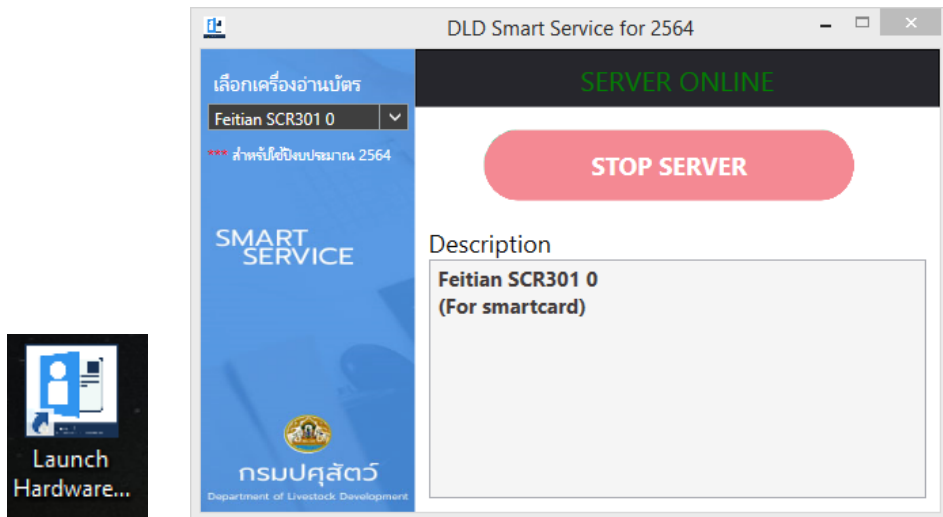 DLD Smart Service for 2564
เลือกเครื่องอ่านบัตร
Feitian SCR301 0
*** สำหรับใช้ปีงบประมาณ 2564
SMART
SERVICE
กรมปศุสัตว์
Department of Livestock Development
SERVER ONLINE
STOP SERVER
Description
Feitian SCR301 0
(For smartcard)
Launch
Hardware...